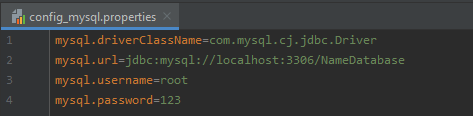 config_mysql.properties
1 mysql.driverClassName=com.mysql.cj.jdbc.Driver
2 mysql.url=jdbc:mysql://localhost:3306/NameDatabase
3 mysql.username=root
4 mysql.password=123